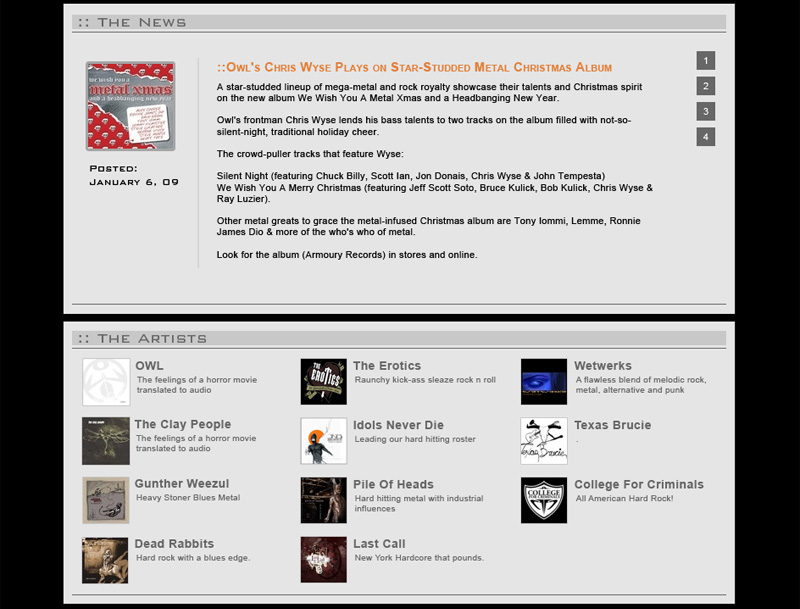 :: The News
we wish you a
metal xmas
and a headbanging new year
Posted:
January 6, 09
::Owl's Chris Wyse Plays on Star-Studded Metal Christmas Album
A star-studded lineup of mega-metal and rock royalty showcase their talents and Christmas spirit
on the new album We Wish You A Metal Xmas and a Headbanging New Year.
Owl's frontman Chris Wyse lends his bass talents to two tracks on the album filled with not-so-
silent-night, traditional holiday cheer.
The crowd-puller tracks that feature Wyse:
Silent Night (featuring Chuck Billy, Scott Ian, Jon Donais, Chris Wyse & John Tempesta)
We Wish You A Merry Christmas (featuring Jeff Scott Soto, Bruce Kulick, Bob Kulick, Chris Wyse &
Ray Luzier).
Other metal greats to grace the metal-infused Christmas album are Tony Iommi, Lemme, Ronnie
James Dio & more of the who's who of metal.
Look for the album (Armoury Records) in stores and online.
1
2
3
4
:: The Artists
OWL
The feelings of a horror movie
translated to audio
The Erotics
Raunchy kick-ass sleaze rock n roll
THE
EROTICS
Wetwerks
A flawless blend of melodic rock,
metal, alternative and punk
The Clay People
The feelings of a horror movie
translated to audio
Idols Never Die
Leading our hard hitting roster
Texas Brucie
.
Texas Brucie
Gunther Weezul
Heavy Stoner Blues Metal
Pile Of Heads
Hard hitting metal with industrial
influences
College For Criminals
All American Hard Rock!
COLLEGE
FOR CRIMINALS
Dead Rabbits
Hard rock with a blues edge.
Last Call
New York Hardcore that pounds.